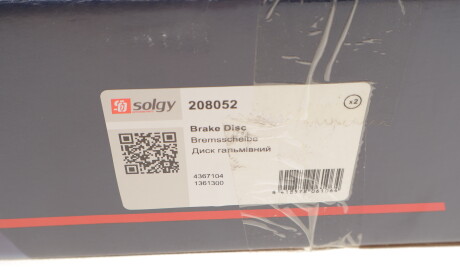 solgy 208052
x2
Brake Disc
Bremsscheibe
Диск гальмівний
4367104
1361300